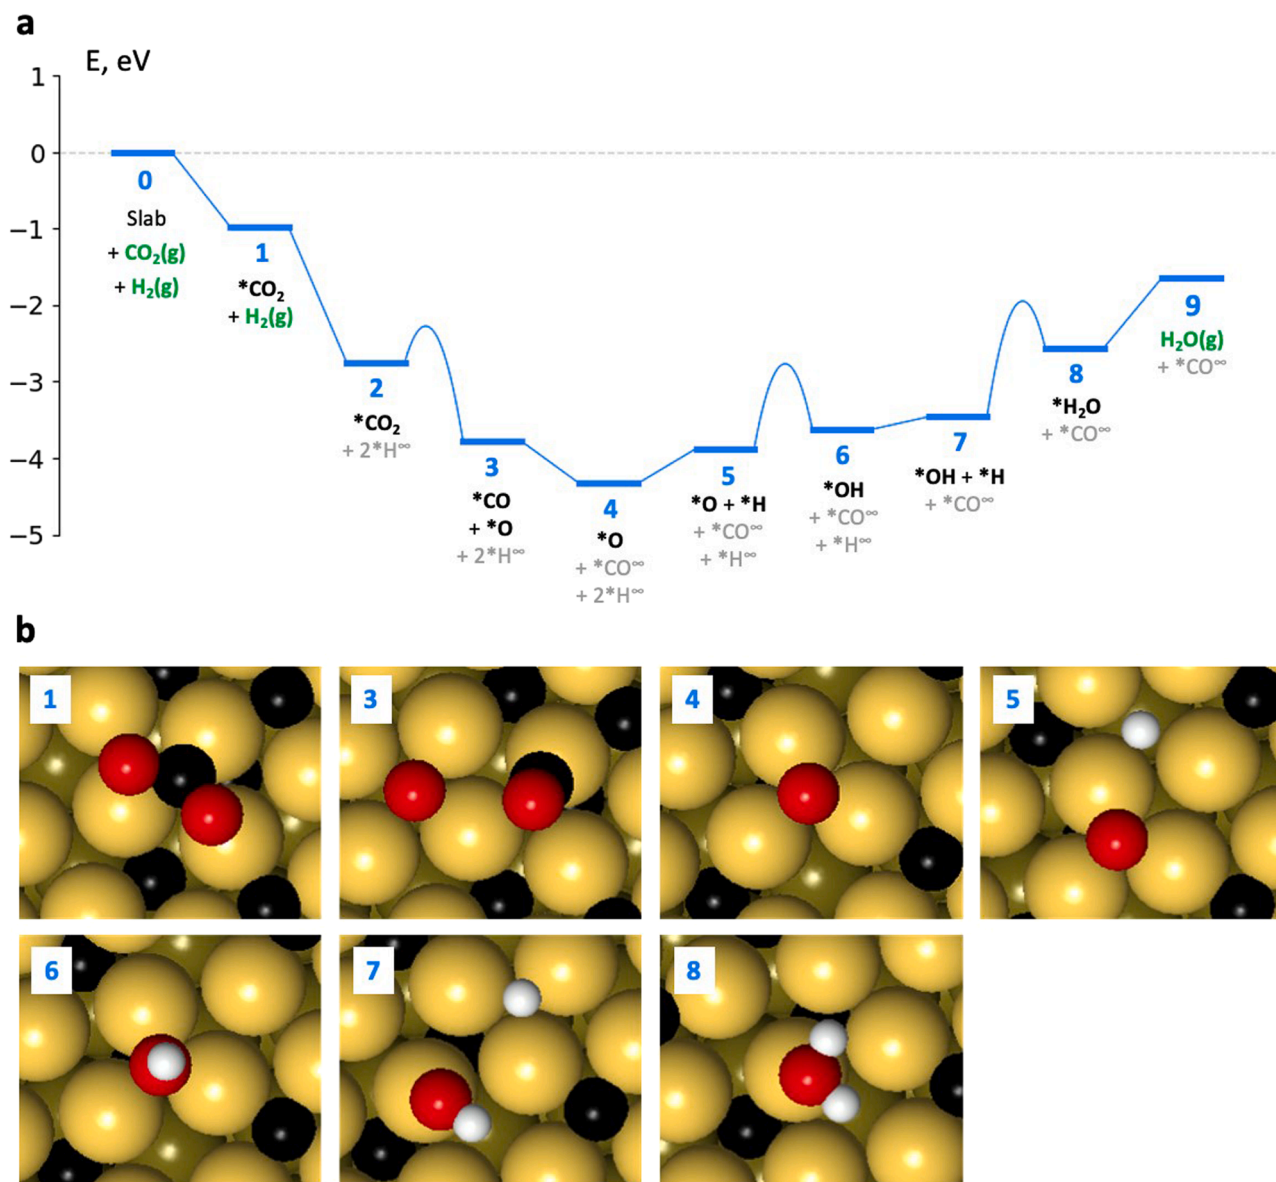 a
E, eV
1
0
−1
−2
−3
−4
−5
0
Slab
+ CO₂(g)
+ H₂(g)
1
*CO₂
+ H₂(g)
2
*CO₂
+ 2*H∞
3
*CO
+ *O
+ 2*H∞
4
*O
+ *CO∞
+ 2*H∞
5
*O + *H
+ *CO∞
+ *H∞
6
*OH
+ *CO∞
+ *H∞
7
*OH + *H
+ *CO∞
8
*H₂O
+ *CO∞
9
H₂O(g)
+ *CO∞
b
1
3
4
5
6
7
8